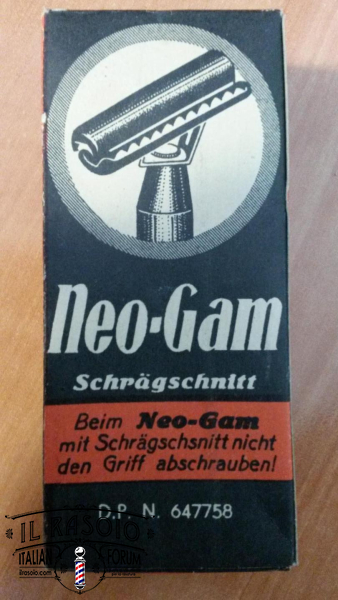 Neo-Gam
Schrägschnitt
Beim Neo-Gam
mit Schrägschsnitt nicht
den Griff abschrauben!
D.P. N. 647758
IL RASOIO
ITALIAN FORUM
ilrasoio.com